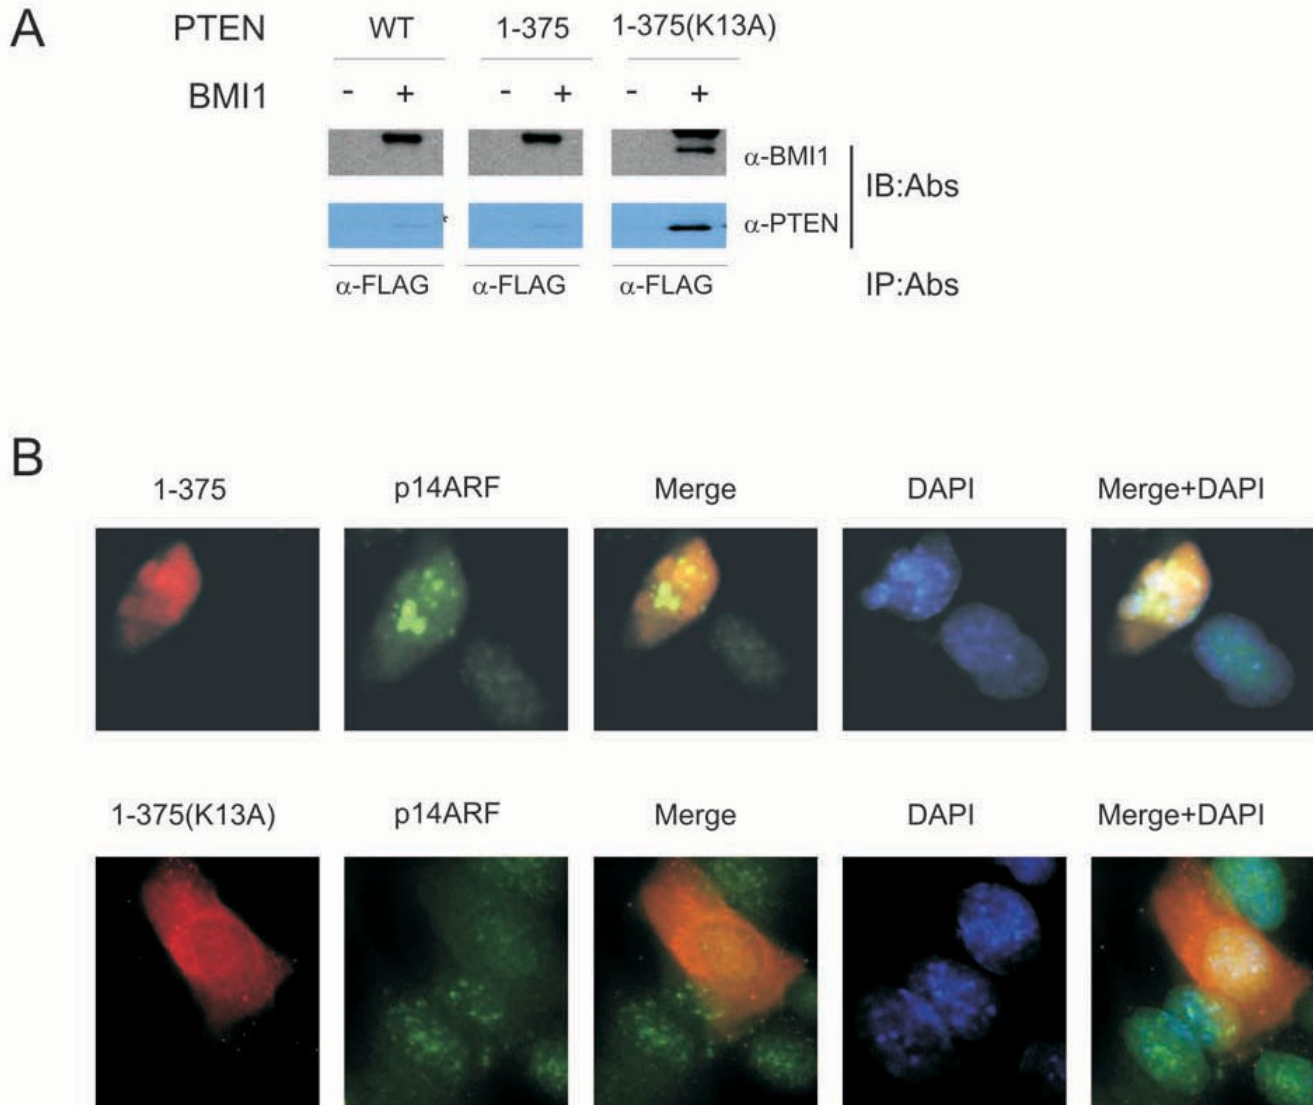 A
PTEN WT 1-375 1-375(K13A)
BMI1 - + - + - +
α-BMI1
IB:Abs
*
α-PTEN
α-FLAG α-FLAG α-FLAG IP:Abs
B
1-375 p14ARF Merge DAPI Merge+DAPI
1-375(K13A) p14ARF Merge DAPI Merge+DAPI